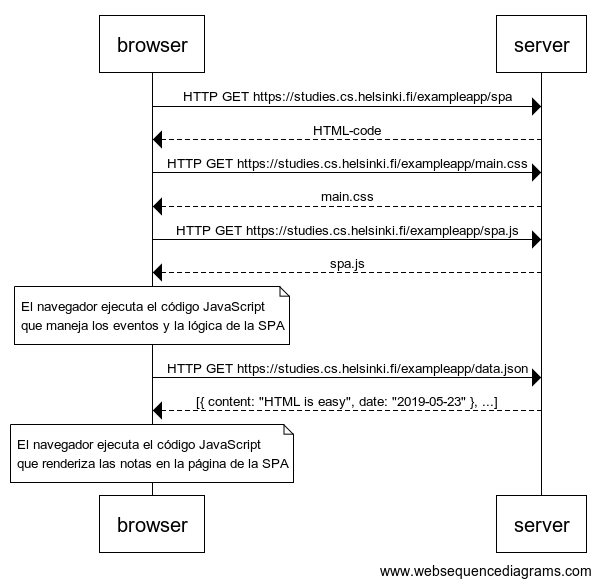 browser
server
HTTP GET https://studies.cs.helsinki.fi/exampleapp/spa
HTML-code
HTTP GET https://studies.cs.helsinki.fi/exampleapp/main.css
main.css
HTTP GET https://studies.cs.helsinki.fi/exampleapp/spa.js
spa.js
El navegador ejecuta el código JavaScript
que maneja los eventos y la lógica de la SPA
HTTP GET https://studies.cs.helsinki.fi/exampleapp/data.json
[{ content: "HTML is easy", date: "2019-05-23" }, ...]
El navegador ejecuta el código JavaScript
que renderiza las notas en la página de la SPA
browser
server
www.websequencediagrams.com